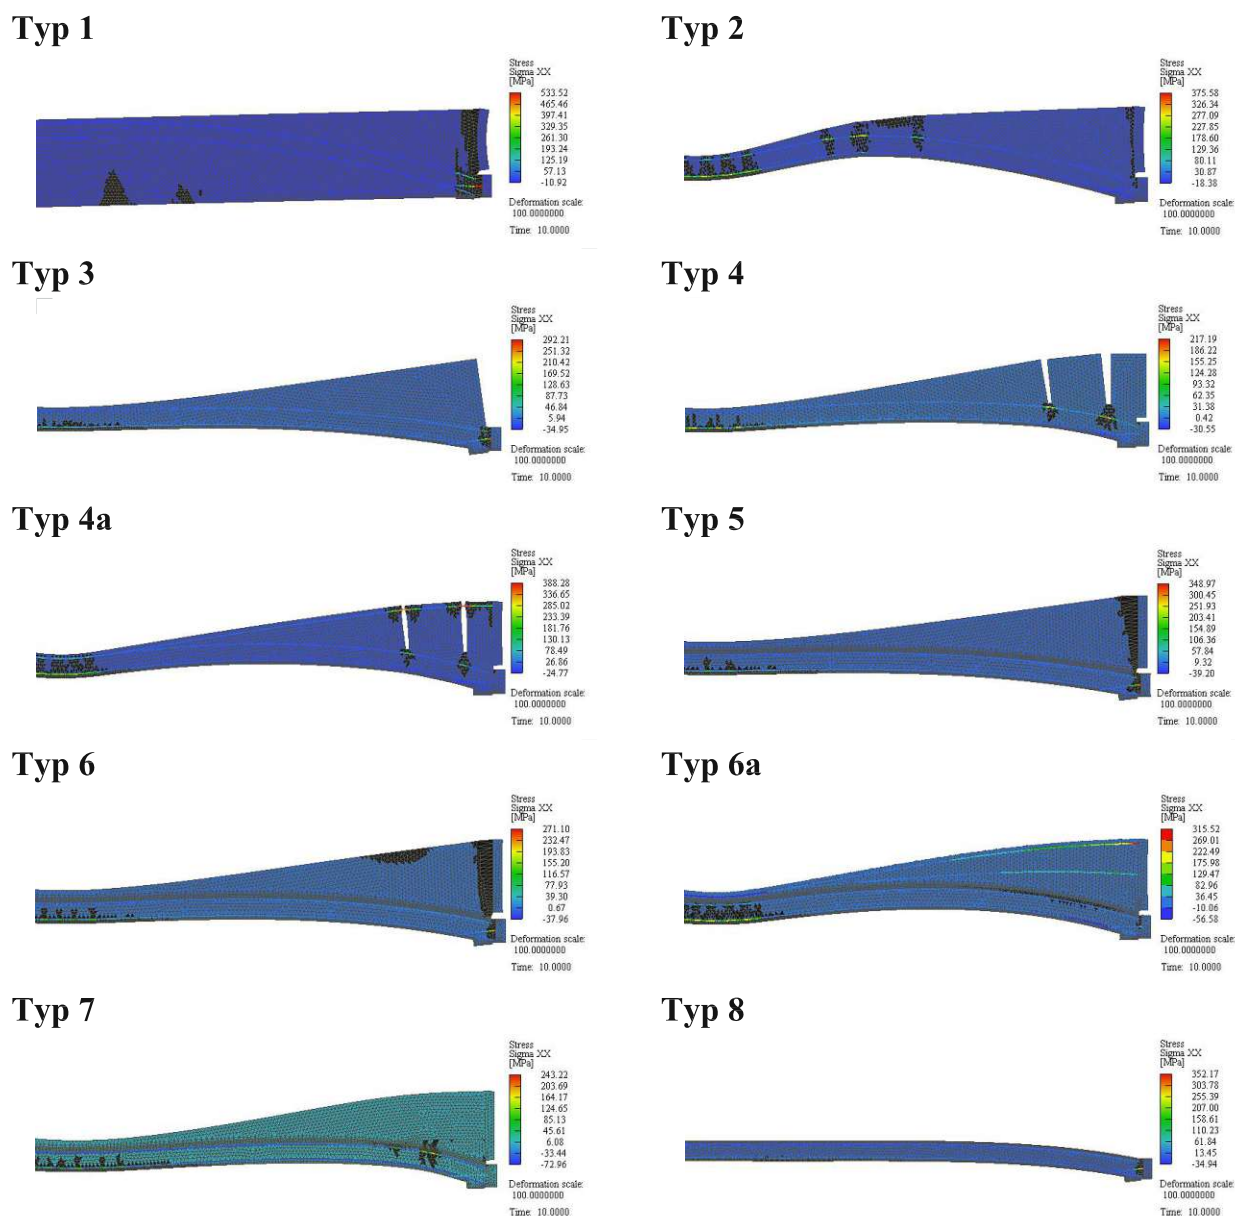 Typ 1
Stress
Sigma XX
[MPa]
533.52
465.46
397.41
329.35
261.30
193.24
125.19
57.13
-10.92
Deformation scale:
100.0000000
Time: 10.0000
Typ 2
Stress
Sigma XX
[MPa]
375.58
326.34
277.09
227.85
178.60
129.36
80.11
30.87
-18.38
Deformation scale:
100.0000000
Time: 10.0000
Typ 3
Stress
Sigma XX
[MPa]
292.21
251.32
210.42
169.52
128.63
87.73
46.84
5.94
-34.95
Deformation scale:
100.0000000
Time: 10.0000
Typ 4
Stress
Sigma XX
[MPa]
217.19
186.22
155.25
124.28
93.32
62.35
31.38
0.42
-30.55
Deformation scale:
100.0000000
Time: 10.0000
Typ 4a
Stress
Sigma XX
[MPa]
388.28
336.65
285.02
233.39
181.76
130.13
78.49
26.86
-24.77
Deformation scale:
100.0000000
Time: 10.0000
Typ 5
Stress
Sigma XX
[MPa]
348.97
300.45
251.93
203.41
154.89
106.36
57.84
9.32
-39.20
Deformation scale:
100.0000000
Time: 10.0000
Typ 6
Stress
Sigma XX
[MPa]
271.10
232.47
193.83
155.20
116.57
77.93
39.30
0.67
-37.96
Deformation scale:
100.0000000
Time: 10.0000
Typ 6a
Stress
Sigma XX
[MPa]
315.52
269.01
222.49
175.98
129.47
82.96
36.45
-10.06
-56.58
Deformation scale:
100.0000000
Time: 10.0000
Typ 7
Stress
Sigma XX
[MPa]
243.22
203.69
164.17
124.65
85.13
45.61
6.08
-33.44
-72.96
Deformation scale:
100.0000000
Time: 10.0000
Typ 8
Stress
Sigma XX
[MPa]
352.17
303.78
255.39
207.00
158.61
110.23
61.84
13.45
-34.94
Deformation scale:
100.0000000
Time: 10.0000